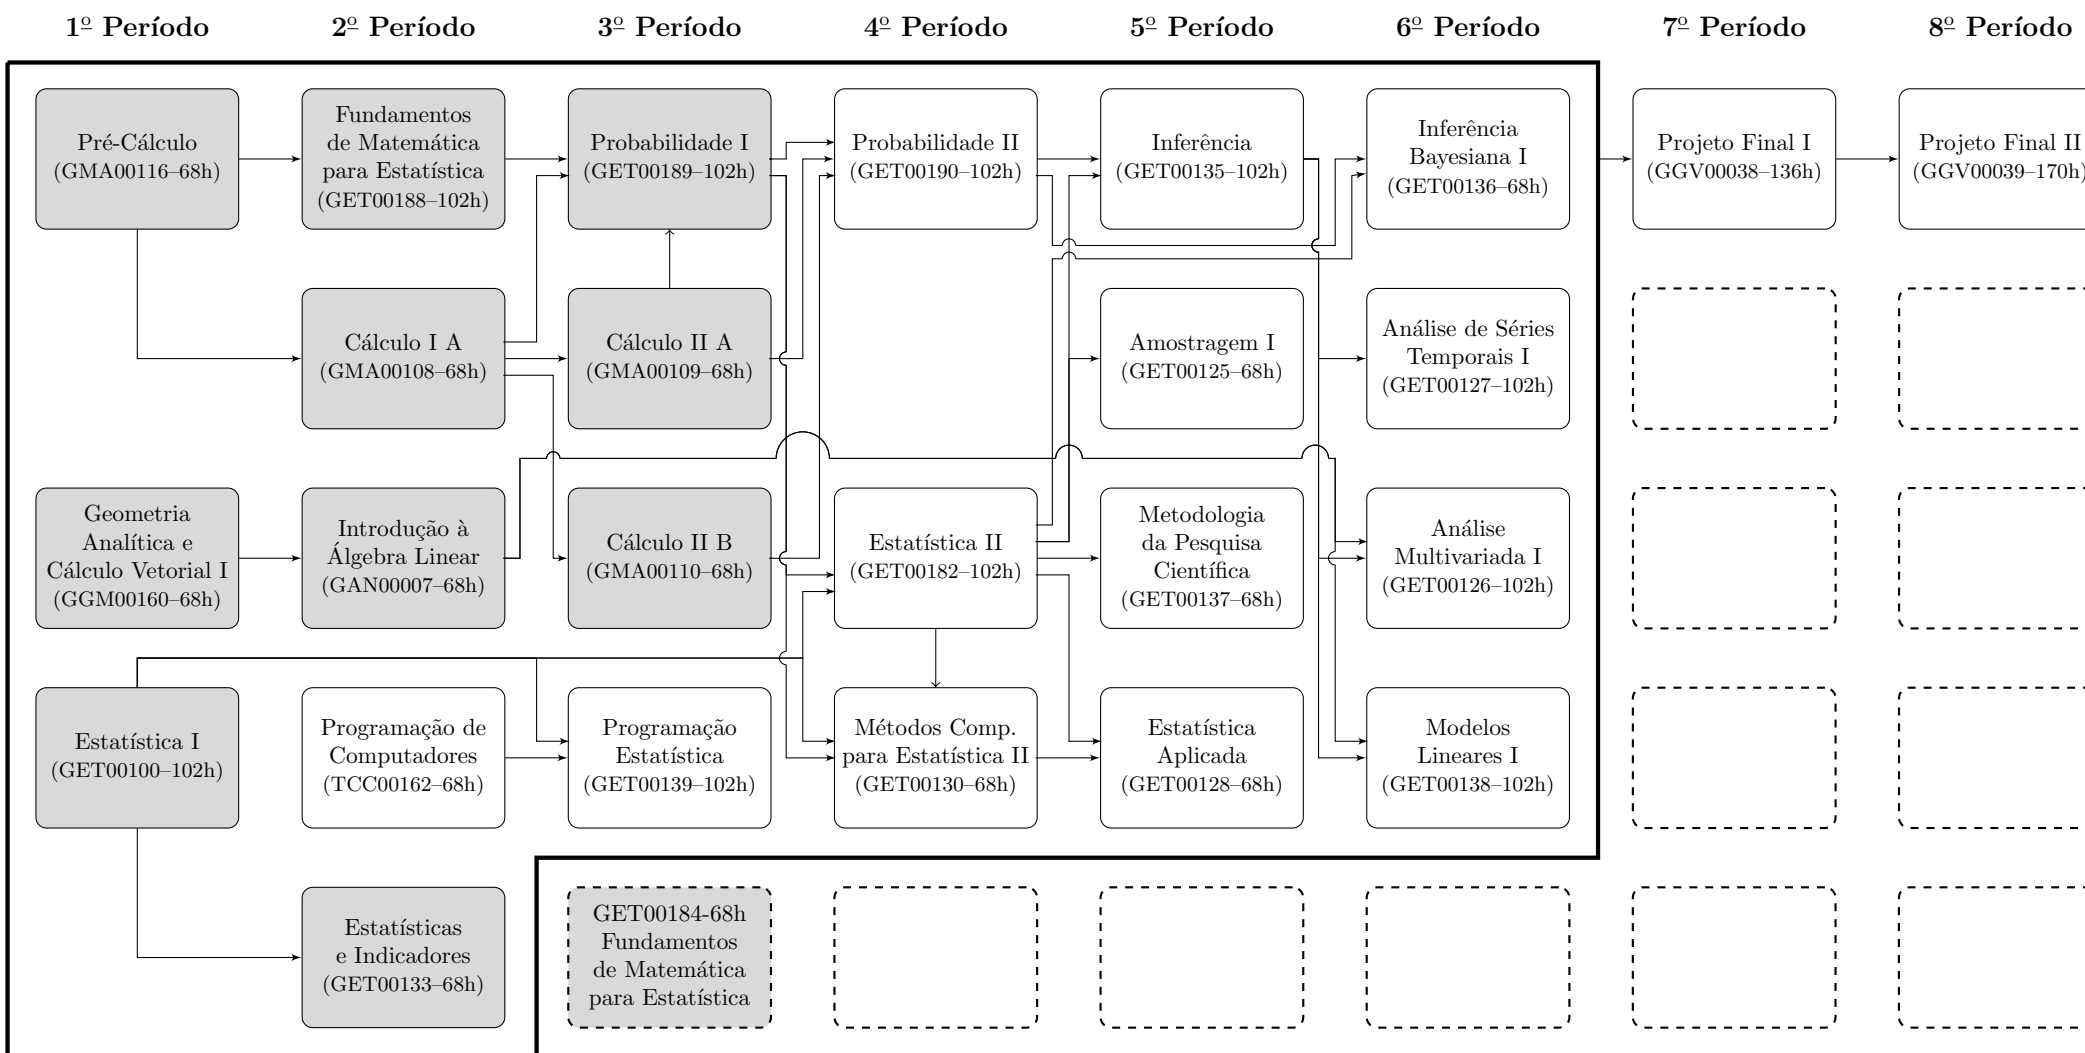 1º Período
2º Período
3º Período
4º Período
5º Período
6º Período
7º Período
8º Período
Pré-Cálculo
(GMA00116–68h)
Fundamentos
de Matemática
para Estatística
(GET00188–102h)
Probabilidade I
(GET00189–102h)
Probabilidade II
(GET00190–102h)
Inferência
(GET00135–102h)
Inferência
Bayesiana I
(GET00136–68h)
Projeto Final I
(GGV00038–136h)
Projeto Final II
(GGV00039–170h)
Cálculo I A
(GMA00108–68h)
Cálculo II A
(GMA00109–68h)
Amostragem I
(GET00125–68h)
Análise de Séries
Temporais I
(GET00127–102h)
Geometria
Analítica e
Cálculo Vetorial I
(GGM00160–68h)
Introdução à
Álgebra Linear
(GAN00007–68h)
Cálculo II B
(GMA00110–68h)
Estatística II
(GET00182–102h)
Metodologia
da Pesquisa
Científica
(GET00137–68h)
Análise
Multivariada I
(GET00126–102h)
Estatística I
(GET00100–102h)
Programação de
Computadores
(TCC00162–68h)
Programação
Estatística
(GET00139–102h)
Métodos Comp.
para Estatística II
(GET00130–68h)
Estatística
Aplicada
(GET00128–68h)
Modelos
Lineares I
(GET00138–102h)
Estatísticas
e Indicadores
(GET00133–68h)
GET00184-68h
Fundamentos
de Matemática
para Estatística